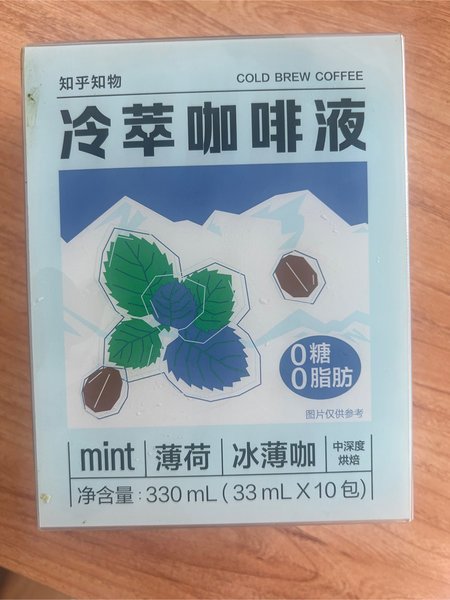 知乎知物
COLD BREW COFFEE
冷萃咖啡液
0糖
0脂肪
图片仅供参考
mint 薄荷 冰薄咖 中深度
烘焙
净含量:330 mL(33 mL X 10 包)